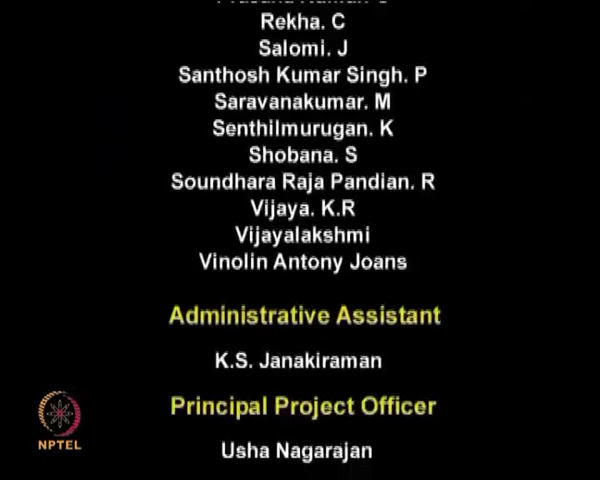 Rekha. C
Salomi. J
Santhosh Kumar Singh. P
Saravanakumar. M
Senthilmurugan. K
Shobana. S
Soundhara Raja Pandian. R
Vijaya. K.R
Vijayalakshmi
Vinolin Antony Joans
Administrative Assistant
K.S. Janakiraman
Principal Project Officer
Usha Nagarajan
NPTEL